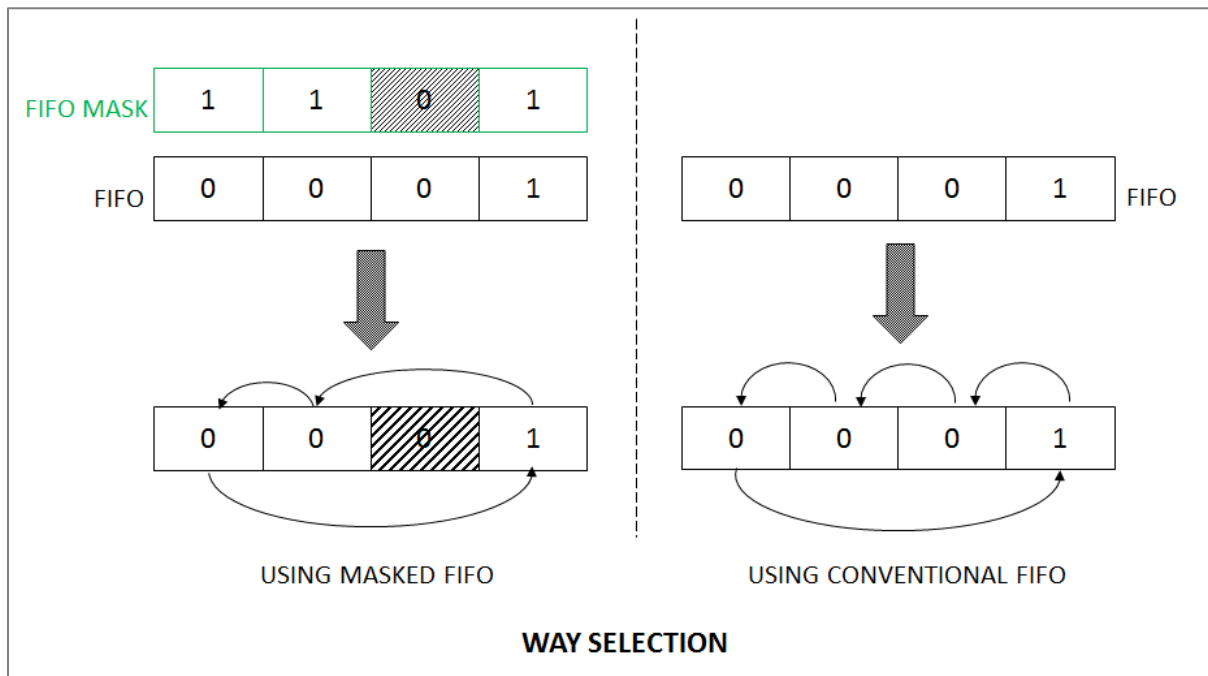 FIFO MASK 1 1 0 1
FIFO 0 0 0 1
0 0 0 1 FIFO
0 0 0 1
0 0 0 1
USING MASKED FIFO
USING CONVENTIONAL FIFO
WAY SELECTION